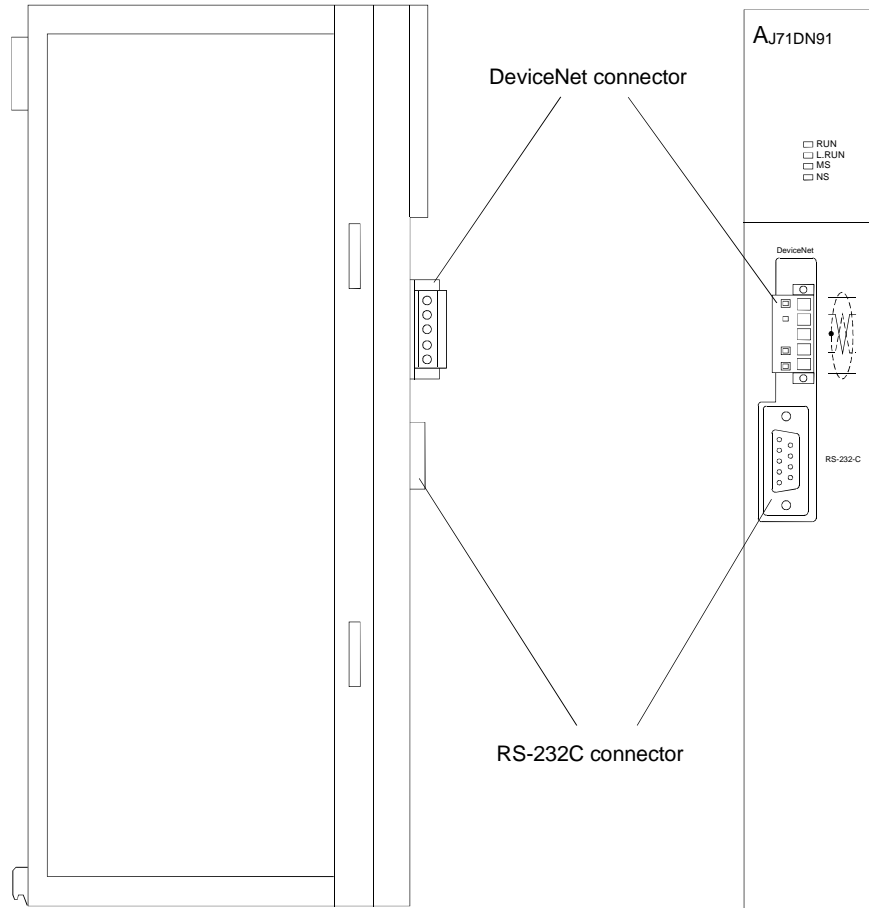 AJ71DN91
DeviceNet connector
RUN
L.RUN
MS
NS
DeviceNet
RS-232-C
RS-232C connector